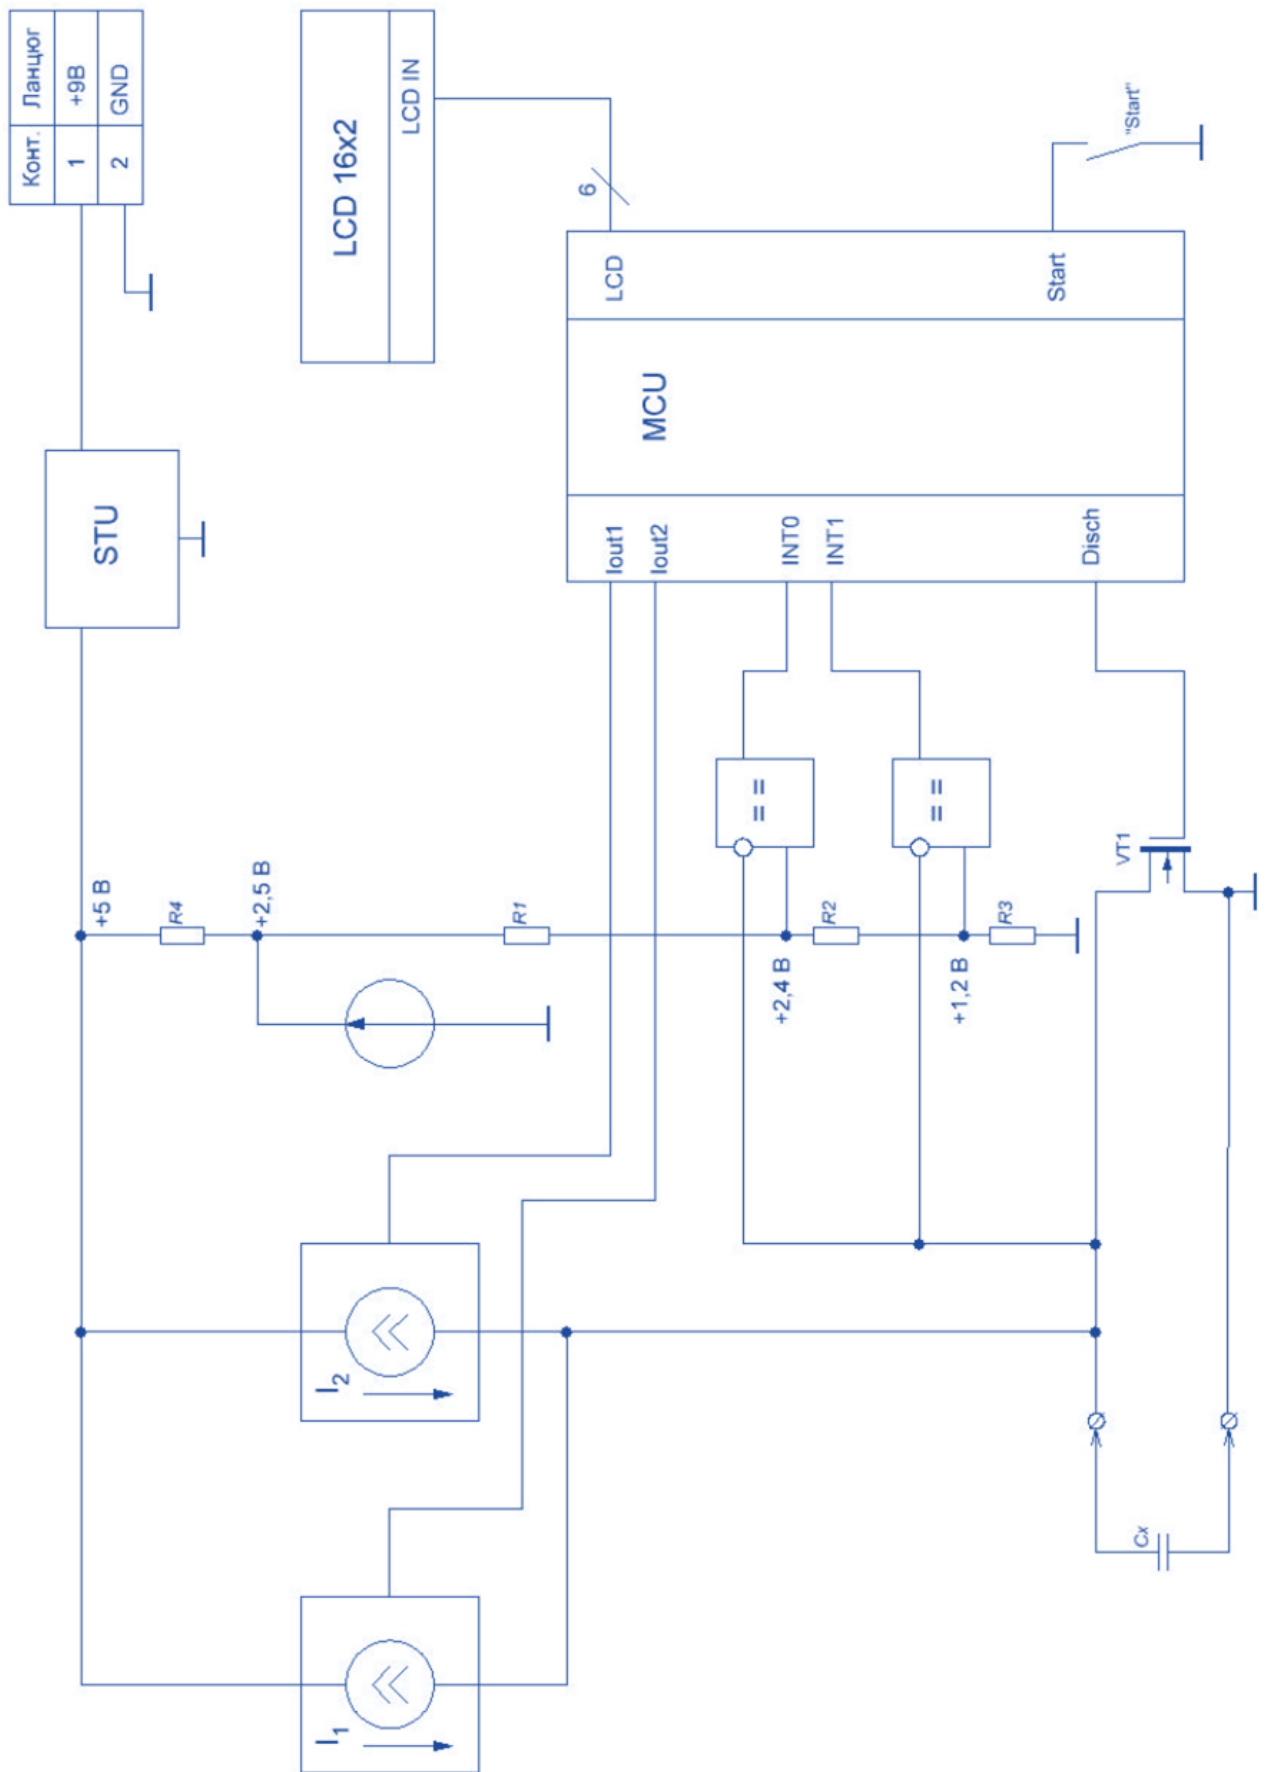 Конт. Ланцюг
1 +9В
2 GND
STU
LCD 16x2
LCD IN
6
+5 В
R4
+2,5 В
R1
+2,4 В
R2
+1,2 В
R3
I2
I1
= =
= =
MCU
Iout1
Iout2
INT0
INT1
Disch
LCD
Start
"Start"
VT1
Cx